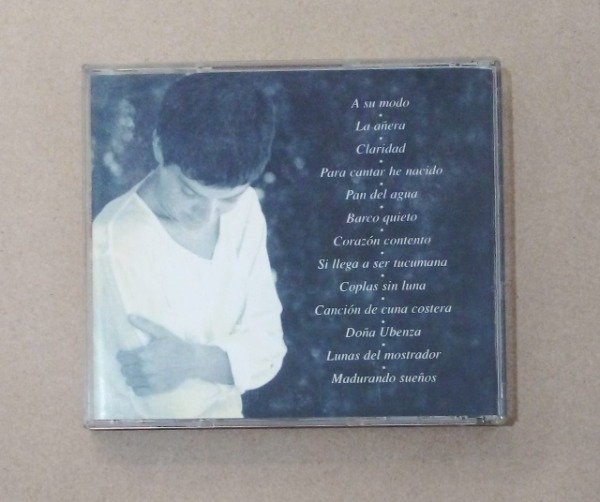 A su modo
La añera
Claridad
Para cantar he nacido
Pan del agua
Barco quieto
Corazón contento
Si llega a ser tucumana
Coplas sin luna
Canción de cuna costera
Doña Ubenza
Lunas del mostrador
Madurando sueños